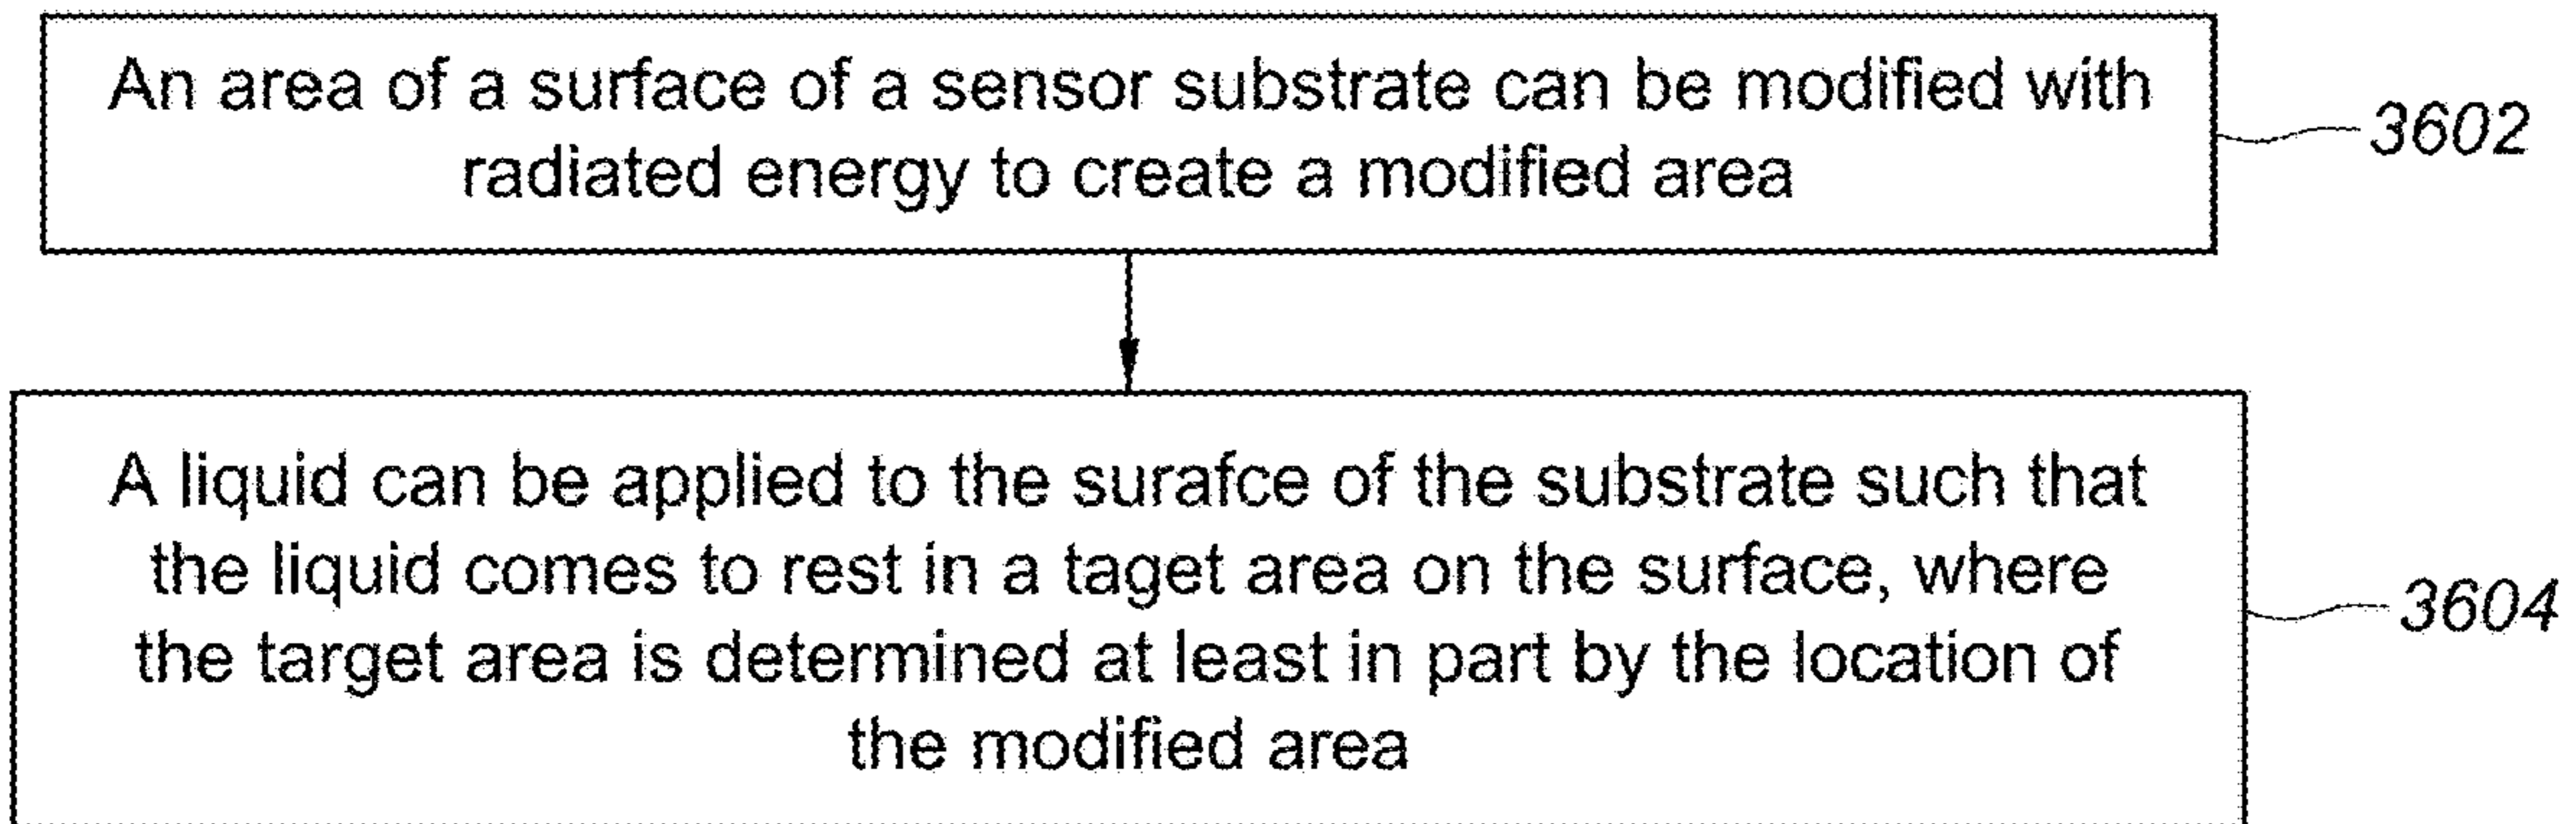 An area of a surface of a sensor substrate can be modified with
radiated energy to create a modified area
3602
A liquid can be applied to the surafce of the substrate such that
the liquid comes to rest in a taget area on the surface, where
the target area is determined at least in part by the location of
the modified area
3604